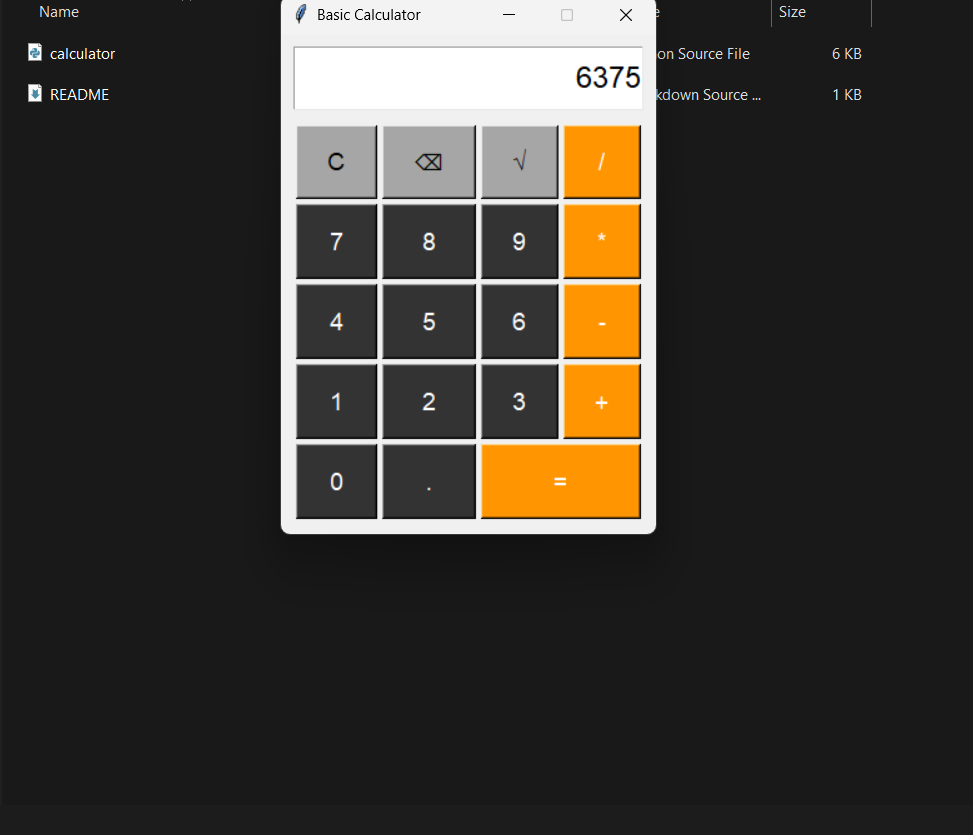 Name
Basic Calculator
Size
6375
calculator
on Source File
6 KB
README
kdown Source ...
1 KB
C ⌫ √ /
7 8 9 *
4 5 6 -
1 2 3 +
0 . =